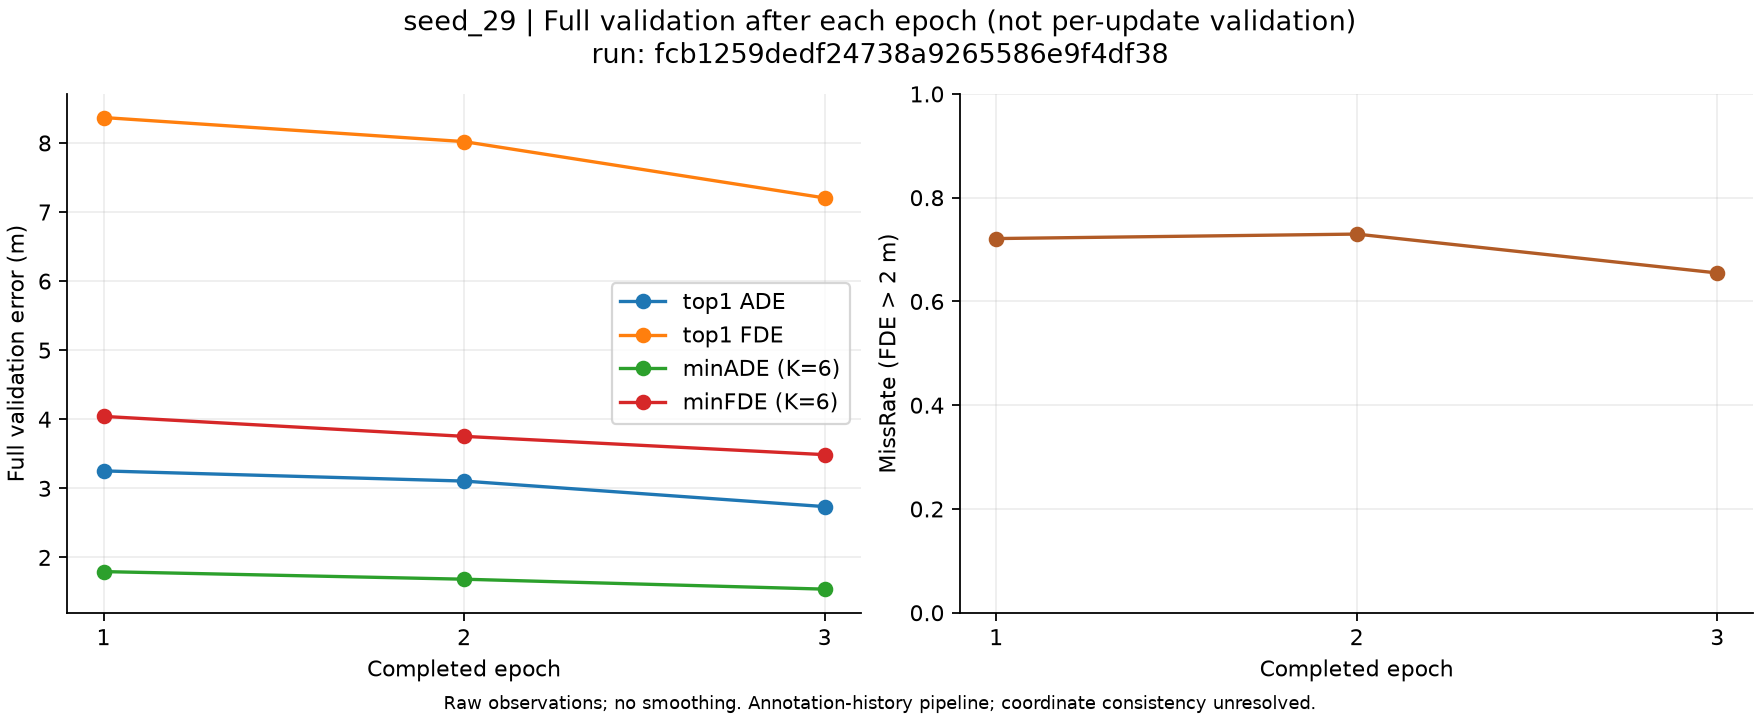 seed_29 | Full validation after each epoch (not per-update validation)
run: fcb1259dedf24738a9265586e9f4df38
Full validation error (m)
8
7
6
5
4
3
2
top1 ADE
top1 FDE
minADE (K=6)
minFDE (K=6)
1
2
3
Completed epoch
MissRate (FDE > 2 m)
1.0
0.8
0.6
0.4
0.2
0.0
1
2
3
Completed epoch
Raw observations; no smoothing. Annotation-history pipeline; coordinate consistency unresolved.